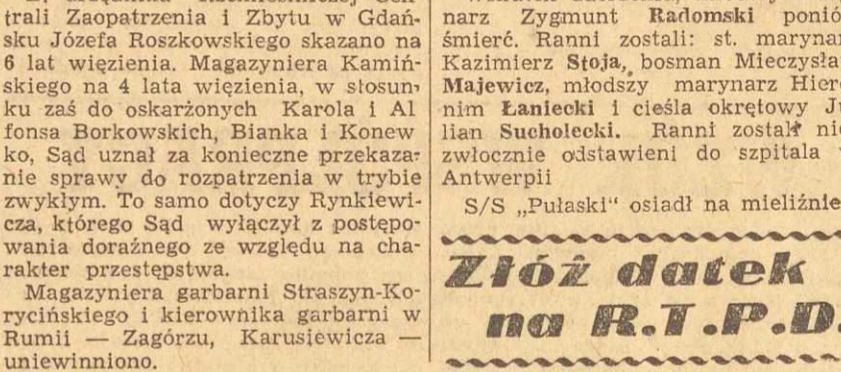 trali Zaopatrzenia i Zbytu w Gdań-
sku Józefa Roszkowskiego skazano na
6 lat więzienia. Magazyniera Kamiń-
skiego na 4 lata więzienia, w stosun-
ku zaś do oskarżonych Karola i Al
fonsa Borkowskich, Bianka i Konew
ko, Sąd uznał za konieczne przekaza-
nie sprawy do rozpatrzenia w trybie
zwykłym. To samo dotyczy Rynkiewi-
cza, którego Sąd wyłączył z postępo-
wania doraźnego ze względu na cha-
rakter przestępstwa.
Magazyniera garbarni Straszyn-Ko-
rycińskiego i kierownika garbarni w
Rumii — Zagórzu, Karusiewicza —
uniewinniono.
narz Zygmunt Radomski ponió
śmierć. Ranni zostali: st. marynar
Kazimierz Stoja, bosman Mieczysła
Majewicz, młodszy marynarz Hier
nim Łaniecki i cieśla okrętowy Ju
lian Sucholecki. Ranni zostali nie
zwłocznie odstawieni do szpitala
Antwerpii
S/S „Pułaski" osiadł na mieliźnie
Złóż datek
na R.T.P.D.